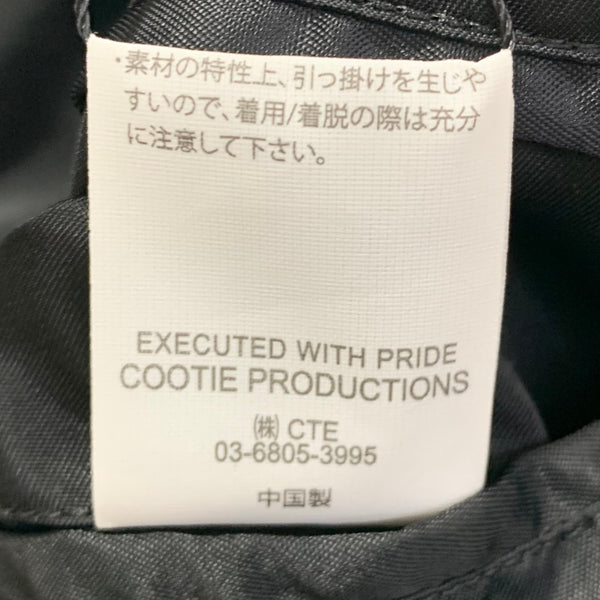 ・素材の特性上、引っ掛けを生じや
すいので、着用/着脱の際は充分
に注意して下さい。
EXECUTED WITH PRIDE
COOTIE PRODUCTIONS
㈱ CTE
03-6805-3995
中国製